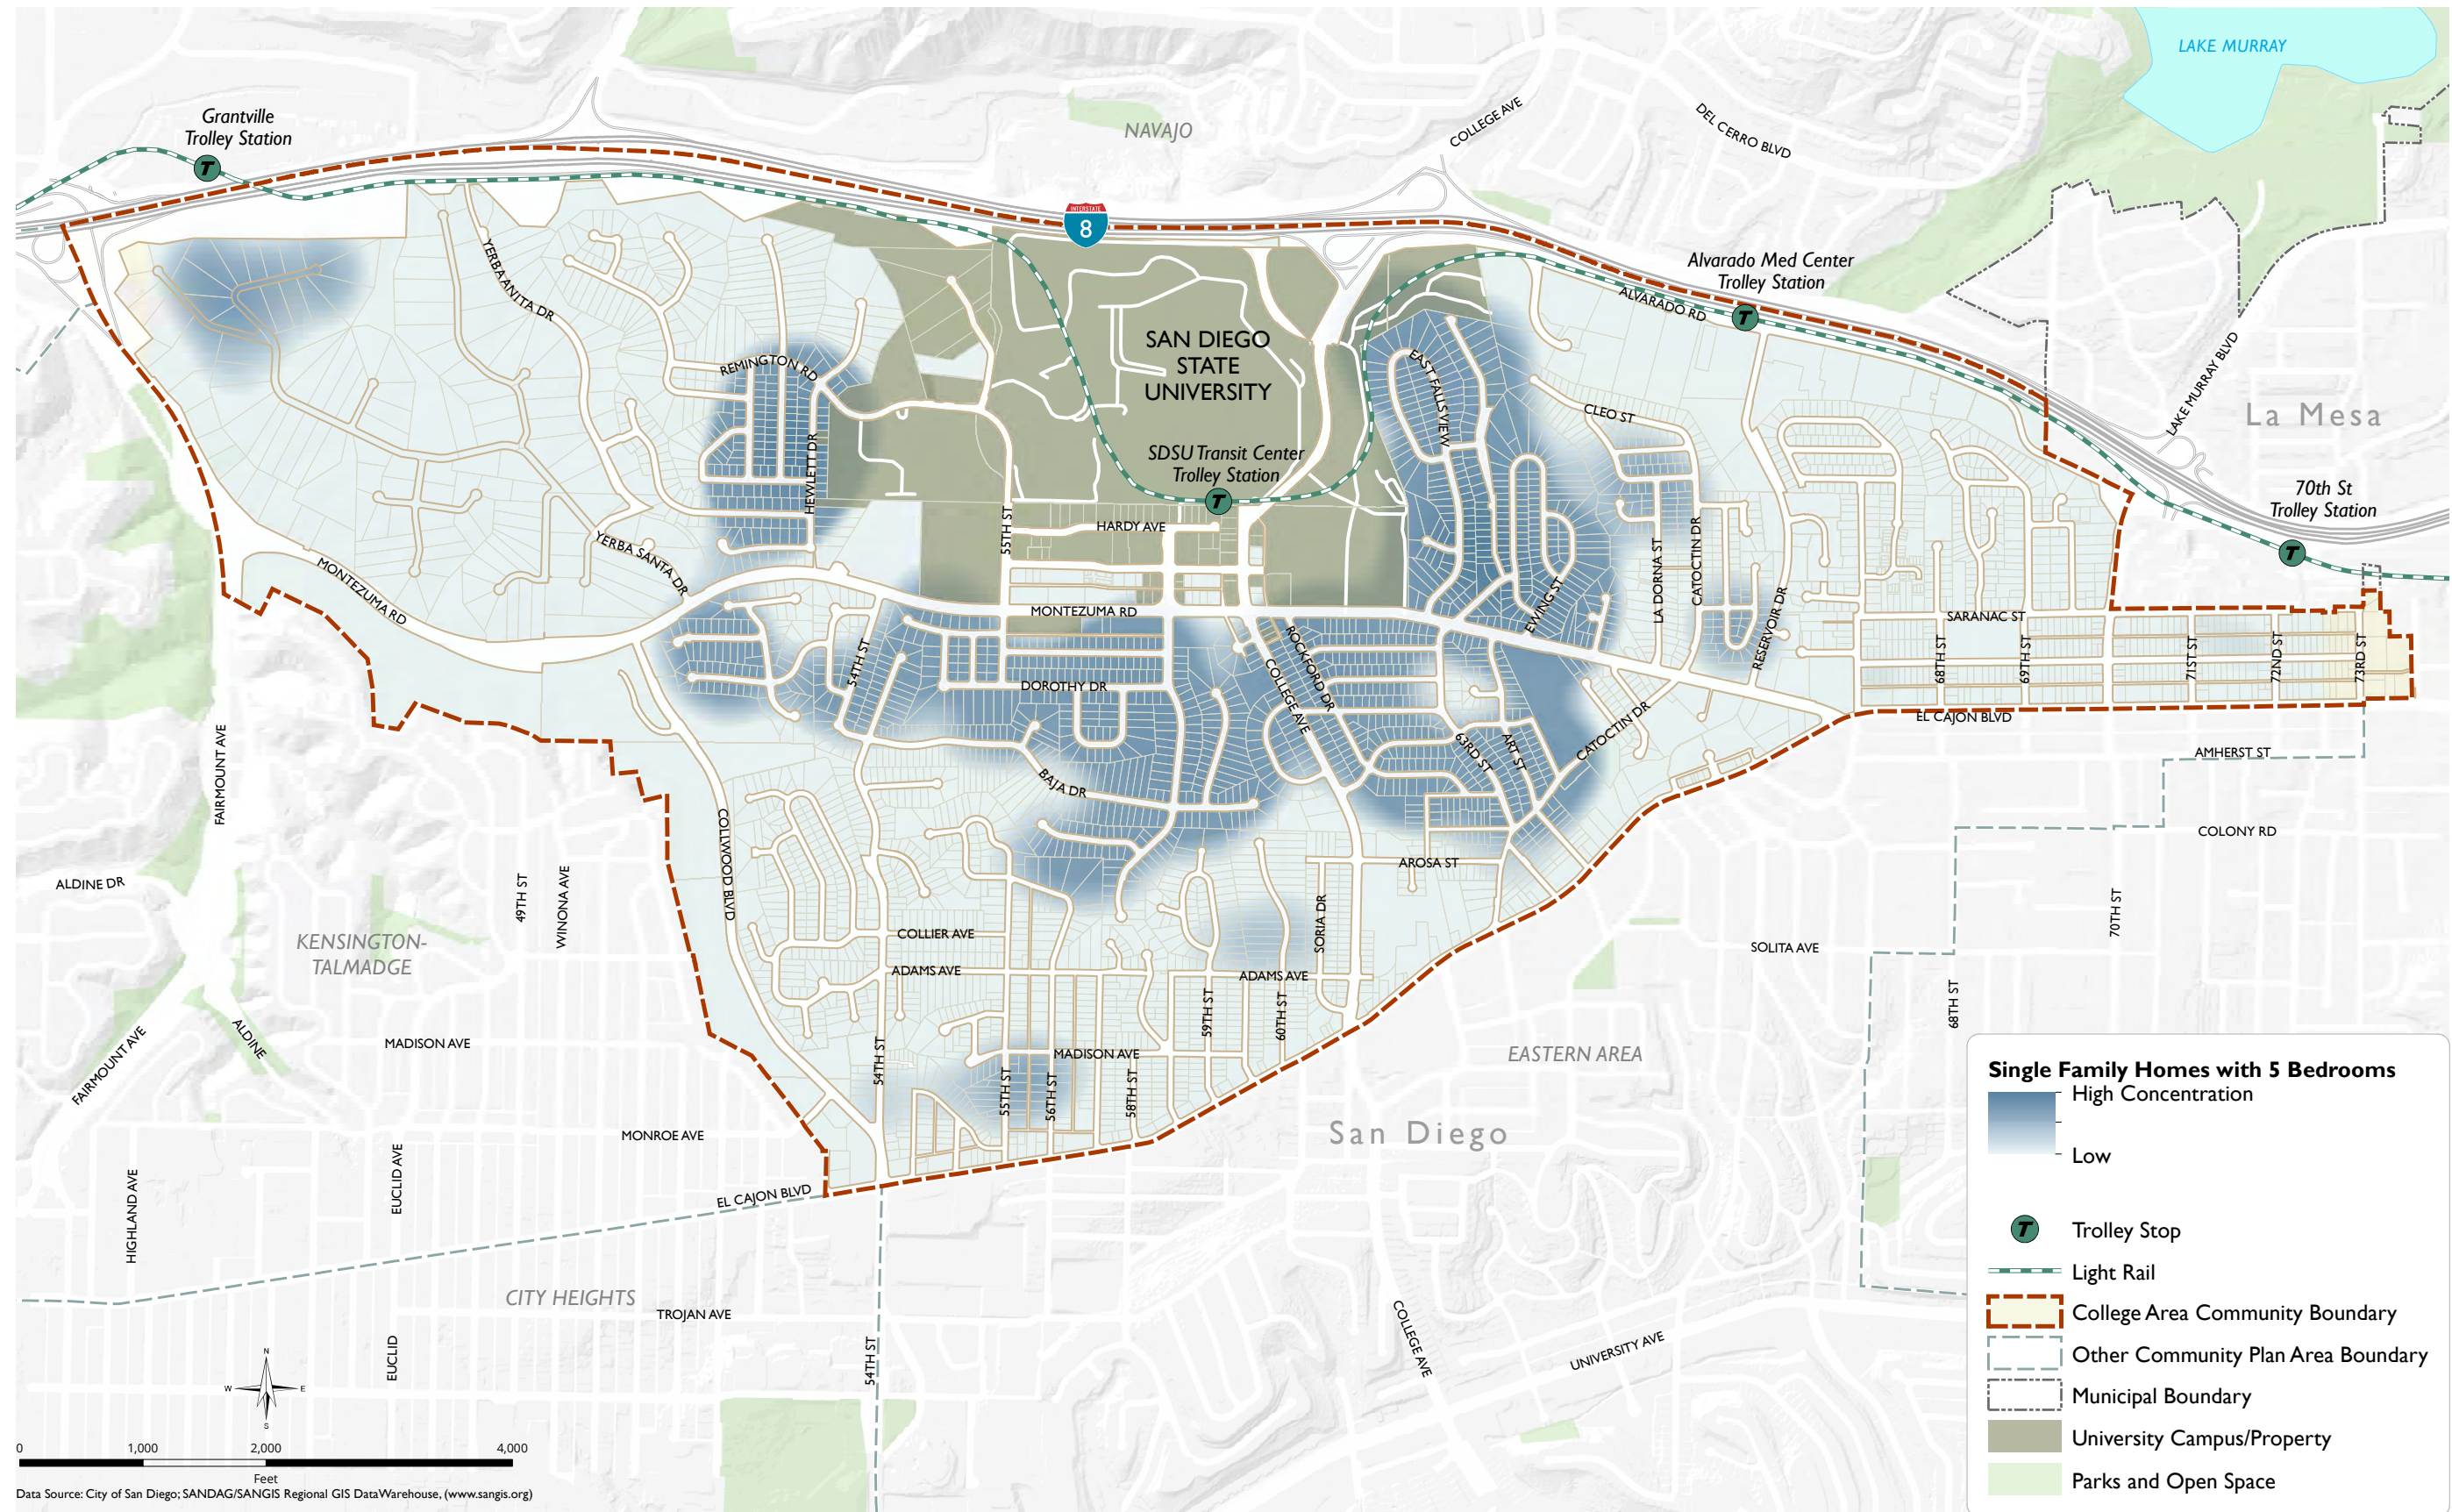 LAKE MURRAY
Grantville
Trolley Station
NAVAJO
COLLEGE AVE
DEL CERRO BLVD
INTERSTATE
8
YERBA ANITA DR
Alvarado Med Center
Trolley Station
T
ALVARADO RD
T
SAN DIEGO
STATE
UNIVERSITY
REMINGTON RD
EAST FALLS VIEW
LAKE MURRAY BLVD
La Mesa
CLEO ST
HEWLETT DR
SDSU Transit Center
Trolley Station
T
70th St
Trolley Station
T
HARDY AVE
55TH ST
YERBA SANTA DR
MONTEZUMA RD
LA DORNA ST
CATOCTIN DR
RESERVOIR DR
EWING ST
MONTEZUMA RD
SARANAC ST
54TH ST
ROCKFORD DR
COLLEGE AVE
68TH ST
69TH ST
71ST ST
72ND ST
73RD ST
DOROTHY DR
CATOCTIN DR
EL CAJON BLVD
63RD ST
ART ST
AMHERST ST
FAIRMOUNT AVE
BAJA DR
COLLWOOD BLVD
COLONY RD
AROSA ST
ALDINE DR
49TH ST
WINONA AVE
70TH ST
KENSINGTON-
TALMADGE
COLLIER AVE
SORIA DR
SOLITA AVE
ADAMS AVE
ADAMS AVE
59TH ST
60TH ST
68TH ST
FAIRMOUNT AVE
ALDINE
MADISON AVE
54TH ST
MADISON AVE
EASTERN AREA
55TH ST
56TH ST
58TH ST
MONROE AVE
San Diego
HIGHLAND AVE
EUCLID AVE
EL CAJON BLVD
CITY HEIGHTS
TROJAN AVE
EUCLID
54TH ST
COLLEGE AVE
UNIVERSITY AVE
Single Family Homes with 5 Bedrooms
High Concentration
Low
T
Trolley Stop
Light Rail
College Area Community Boundary
Other Community Plan Area Boundary
Municipal Boundary
University Campus/Property
Parks and Open Space
N
W E
S
0 1,000 2,000 4,000
Feet
Data Source: City of San Diego; SANDAG/SANGIS Regional GIS DataWarehouse, (www.sangis.org)